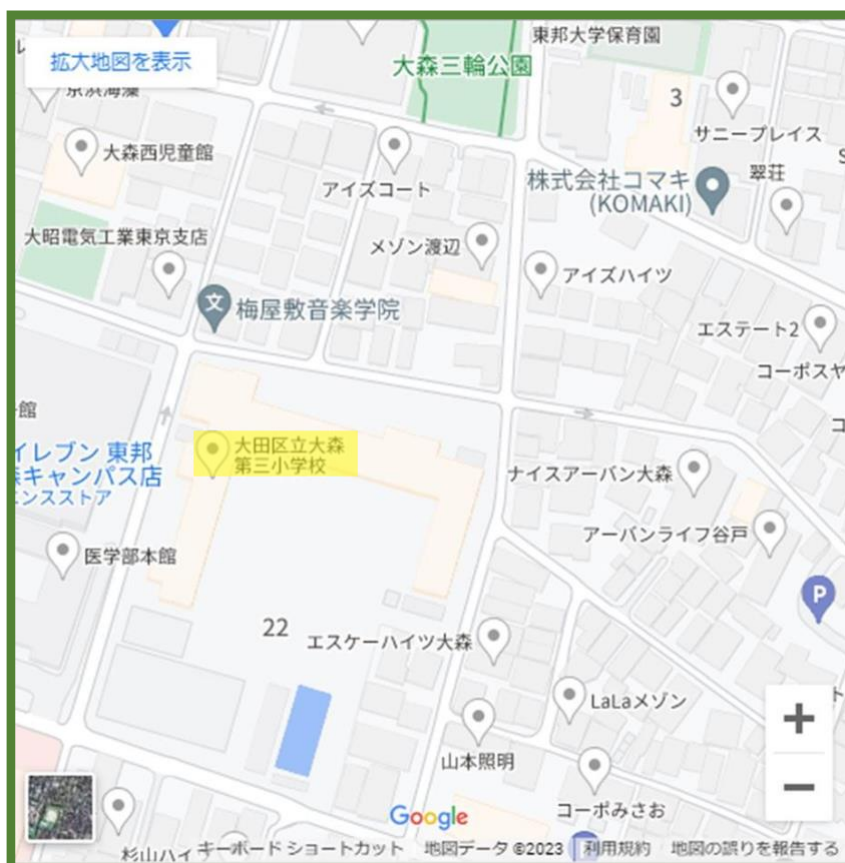 拡大地図を表示
京浜海藻
大森西児童館
大昭電気工業東京支店
梅屋敷音楽学院
アイズコート
メゾン渡辺
大森三輪公園
東邦大学保育園
3
サニープレイス
株式会社コマキ
(KOMAKI)
翠荘
アイズハイツ
エステート2
コーポスヤ
館
大田区立大森
第三小学校
イレブン 東邦
キャンパス店
ンスストア
医学部本館
22
エスケーハイツ大森
ナイスアーバン大森
アーバンライフ谷戸
P
LaLaメゾン
山本照明
コーポみさお
杉山ハイ
Google
キーボード ショートカット
地図データ ©2023
利用規約
地図の誤りを報告する